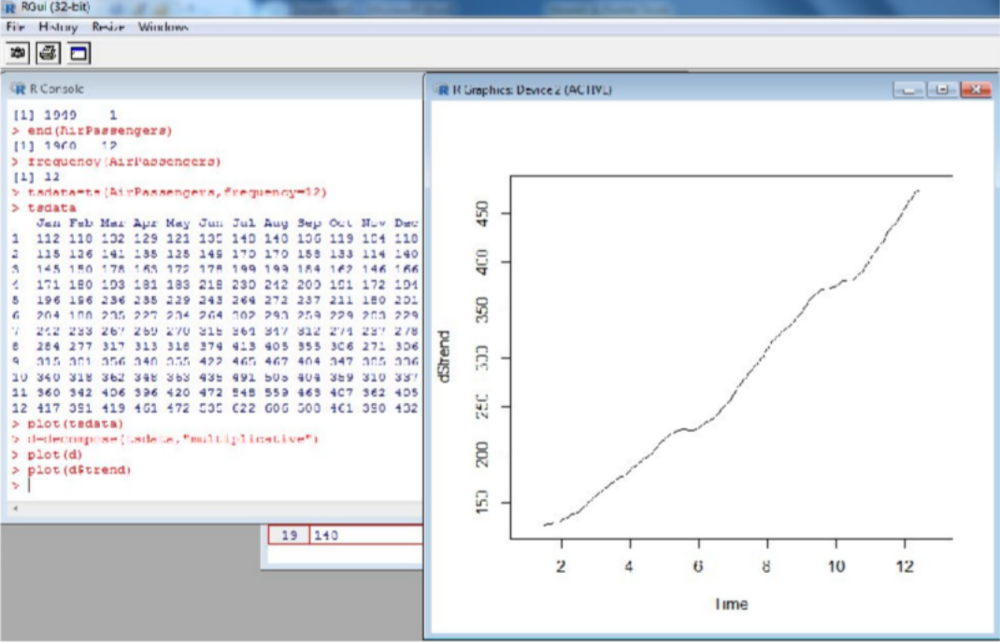 RGui (32-bit)
File History Resize Windows
R Console
[1] 1949 1
> end(AirPassengers)
[1] 1960 12
> frequency(AirPassengers)
[1] 12
> tsdata=ts(AirPassengers,frequency=12)
> tsdata
Jan Feb Mar Apr May Jun Jul Aug Sep Oct Nov Dec
1 112 118 132 129 121 135 148 148 136 119 104 118
2 115 126 141 135 125 149 170 170 158 133 114 140
3 145 150 178 163 172 178 199 199 184 162 146 166
4 171 180 193 181 183 218 230 242 209 191 172 194
5 196 196 236 235 229 243 264 272 237 211 180 201
6 204 188 235 227 234 264 302 293 259 229 203 229
7 242 233 267 269 270 315 364 347 312 274 237 278
8 284 277 317 313 318 374 413 405 355 306 271 306
9 315 301 356 348 355 422 465 467 404 347 305 336
10 340 318 362 348 363 435 491 505 404 359 310 337
11 360 342 406 396 420 472 548 559 463 407 362 405
12 417 391 419 461 472 535 622 606 508 461 390 432
> plot(tsdata)
> d=decompose(tsdata,"multiplicative")
> plot(d)
> plot(d$trend)
>
19 140
R Graphics: Device 2 (ACTIVE)
450
400
350
300
250
200
150
d$trend
2 4 6 8 10 12
Time